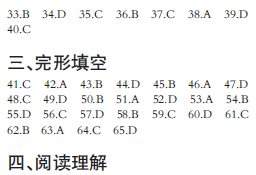 33.B 34.D 35.C 36.B 37.C 38.A 39.D
40.C
三、完形填空
41.C 42.A 43.B 44.D 45.B 46.A 47.D
48.C 49.D 50.B 51.A 52.D 53.A 54.B
55.D 56.C 57.D 58.B 59.C 60.D 61.C
62.B 63.A 64.C 65.D
四、阅读理解